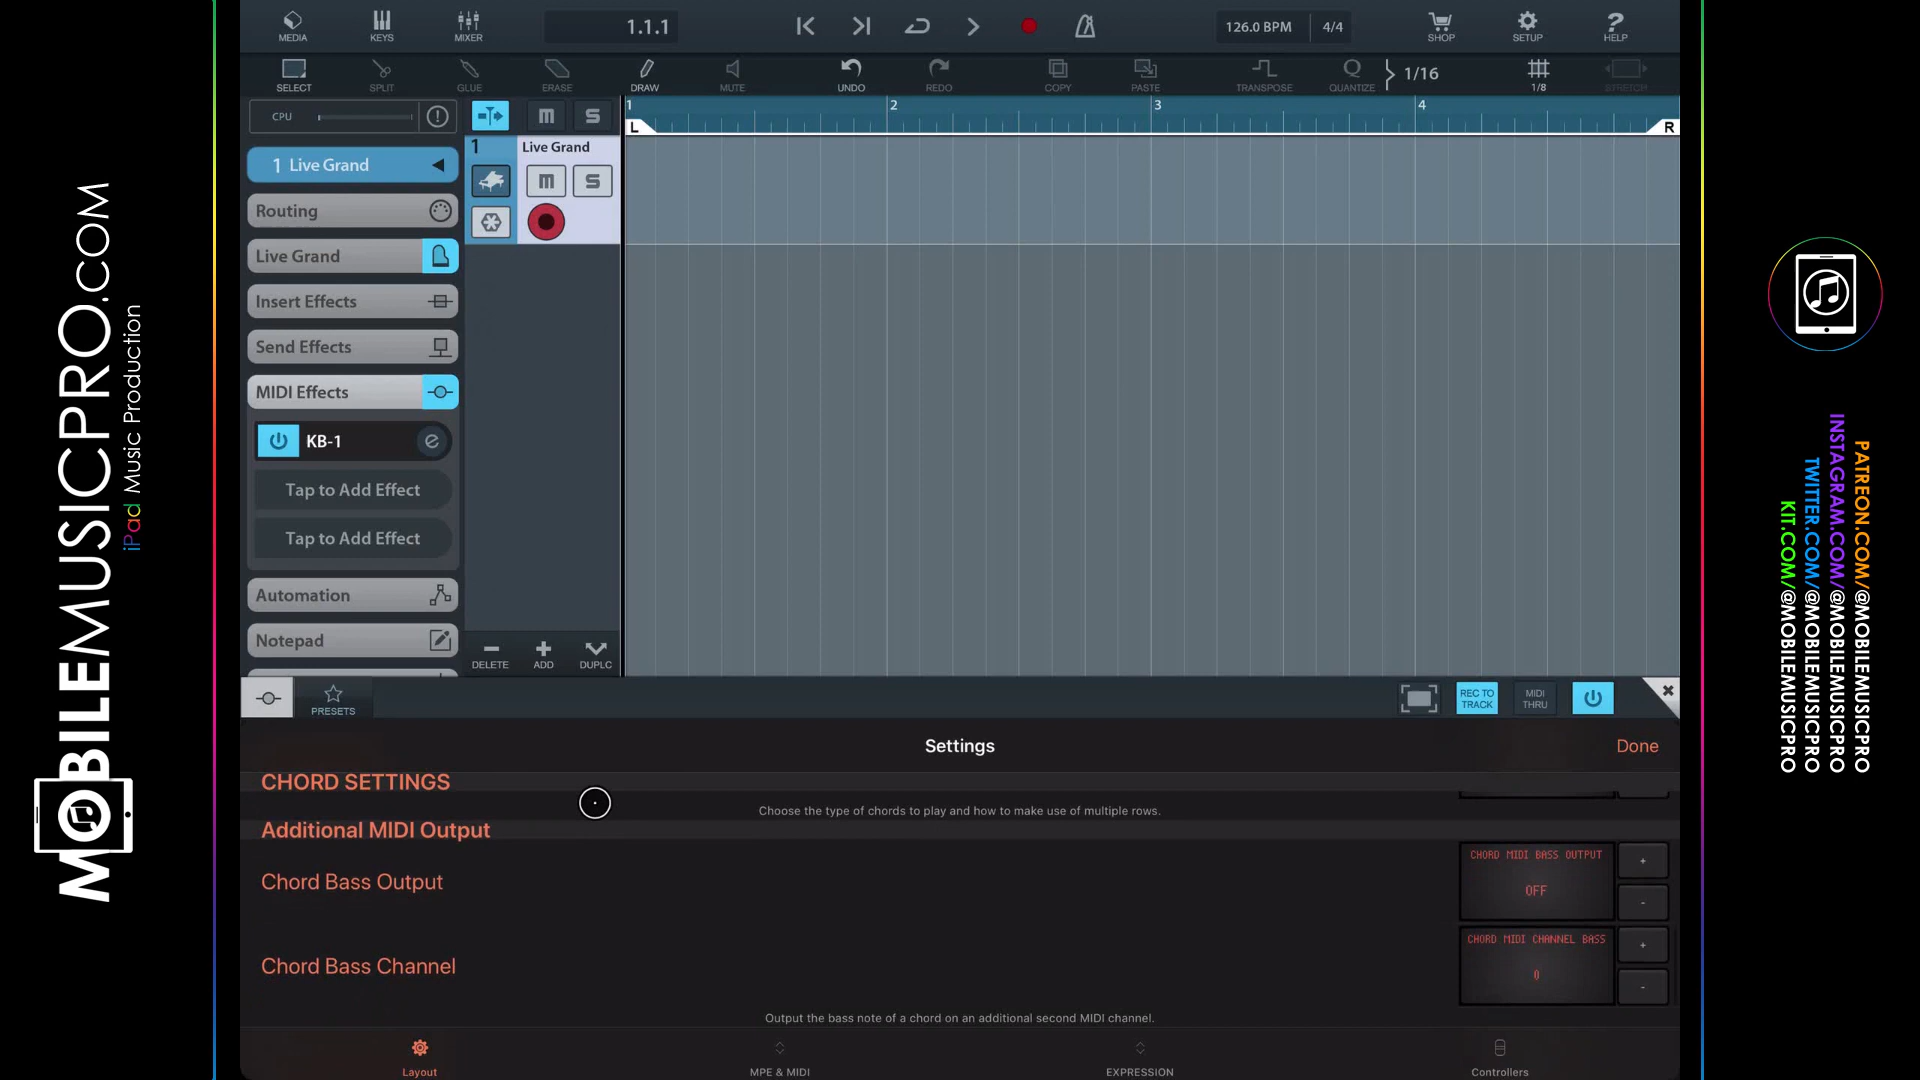 MEDIA
KEYS
MIXER
1.1.1
126.0 BPM
4/4
SHOP
SETUP
HELP
SELECT
SPLIT
GLUE
ERASE
DRAW
MUTE
UNDO
REDO
COPY
PASTE
TRANSPOSE
QUANTIZE
1/16
1/8
STRETCH
CPU
M
S
1
2
3
4
L
R
1 Live Grand
1
Live Grand
M
S
Routing
Live Grand
Insert Effects
Send Effects
MIDI Effects
KB-1
Tap to Add Effect
Tap to Add Effect
Automation
Notepad
DELETE
ADD
DUPLC
PRESETS
REC TO
TRACK
MIDI
THRU
Settings
Done
CHORD SETTINGS
Choose the type of chords to play and how to make use of multiple rows.
Additional MIDI Output
Chord Bass Output
CHORD MIDI BASS OUTPUT
OFF
+
-
Chord Bass Channel
CHORD MIDI CHANNEL BASS
0
+
-
Output the bass note of a chord on an additional second MIDI channel.
Layout
MPE & MIDI
EXPRESSION
Controllers
MOBILEMUSICPRO.COM
iPad Music Production
PATREON.COM/@MOBILEMUSICPRO
INSTAGRAM.COM/@MOBILEMUSICPRO
TWITTER.COM/@MOBILEMUSICPRO
KIT.COM/@MOBILEMUSICPRO